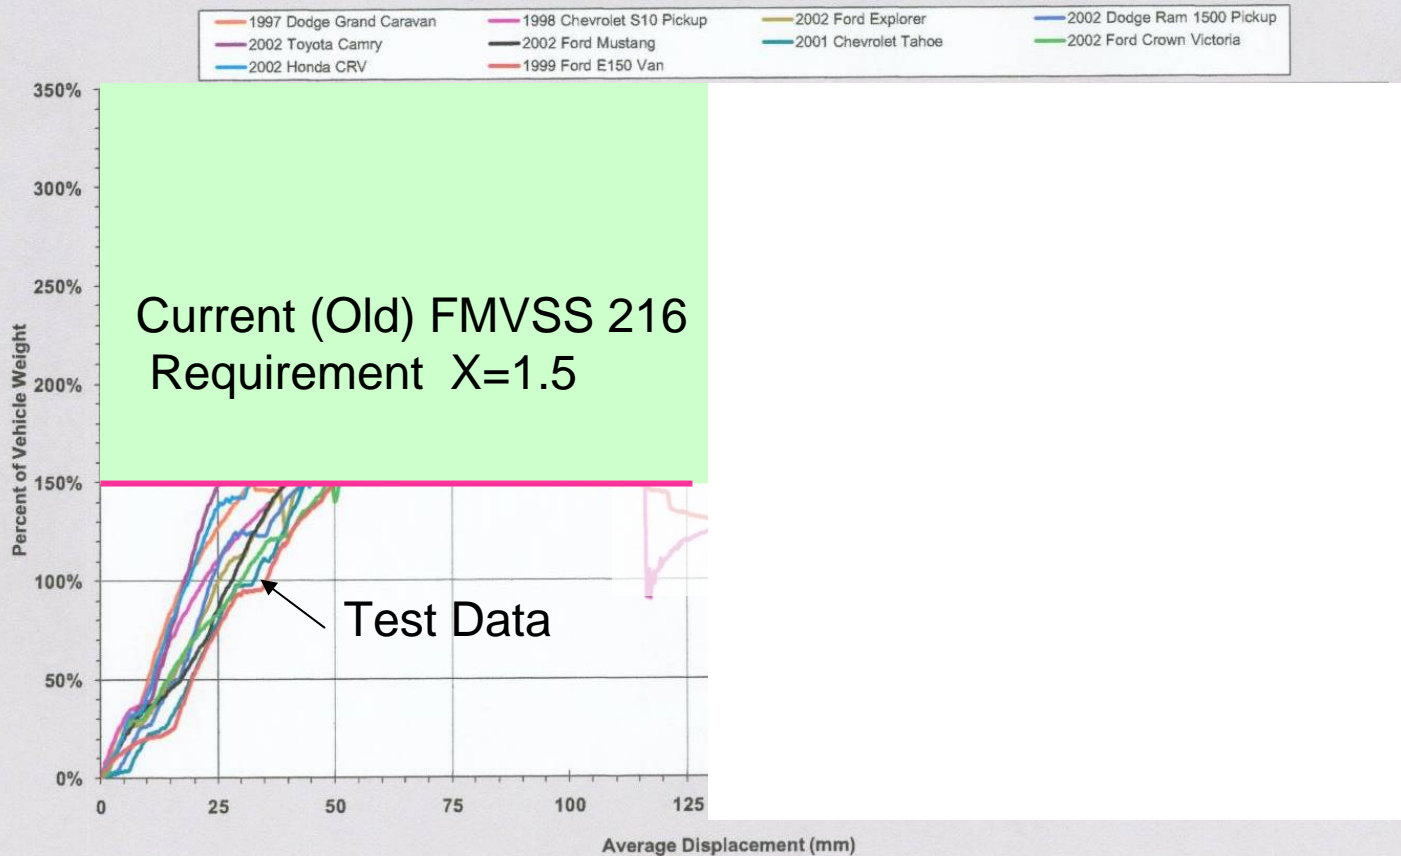 1997 Dodge Grand Caravan 1998 Chevrolet S10 Pickup 2002 Ford Explorer 2002 Dodge Ram 1500 Pickup
2002 Toyota Camry 2002 Ford Mustang 2001 Chevrolet Tahoe 2002 Ford Crown Victoria
2002 Honda CRV 1999 Ford E150 Van
350%
300%
250%
200%
150%
100%
50%
0%
Percent of Vehicle Weight
Current (Old) FMVSS 216
Requirement X=1.5
Test Data
0 25 50 75 100 125
Average Displacement (mm)